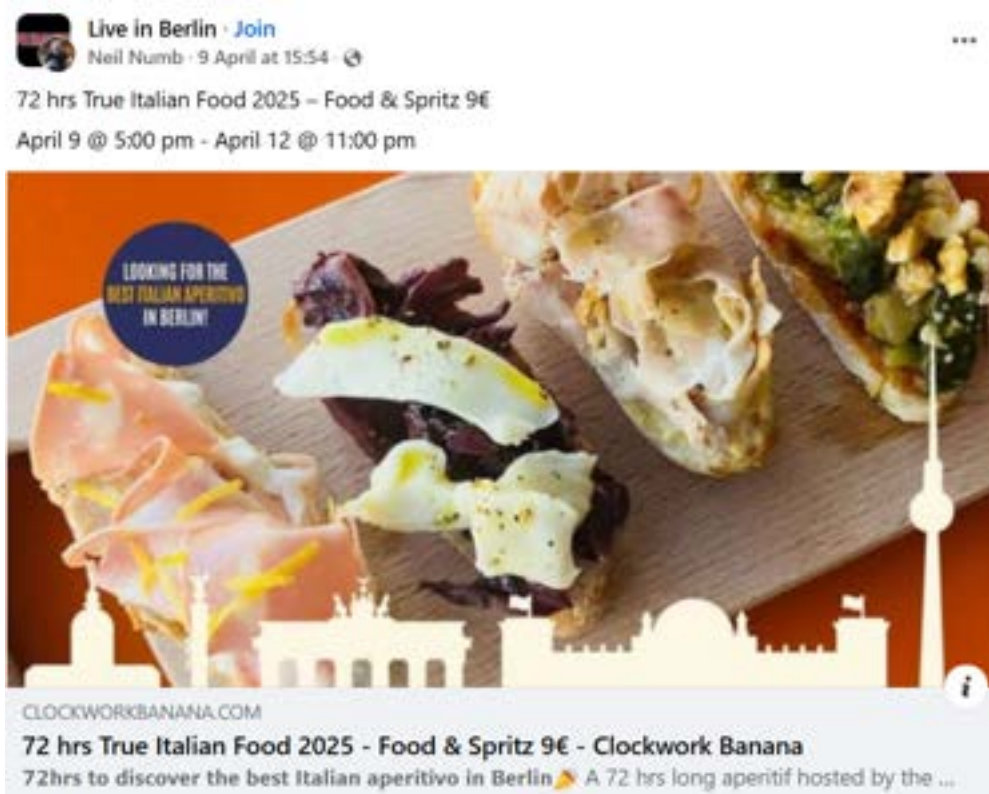 Live in Berlin · Join
Neil Numb · 9 April at 15:54 ·
72 hrs True Italian Food 2025 – Food & Spritz 9€
April 9 @ 5:00 pm - April 12 @ 11:00 pm
LOOKING FOR THE
BEST ITALIAN APERITIVO
IN BERLIN!
CLOCKWORKBANANA.COM
72 hrs True Italian Food 2025 - Food & Spritz 9€ - Clockwork Banana
72hrs to discover the best Italian aperitivo in Berlin🍕 A 72 hrs long aperitif hosted by the ...